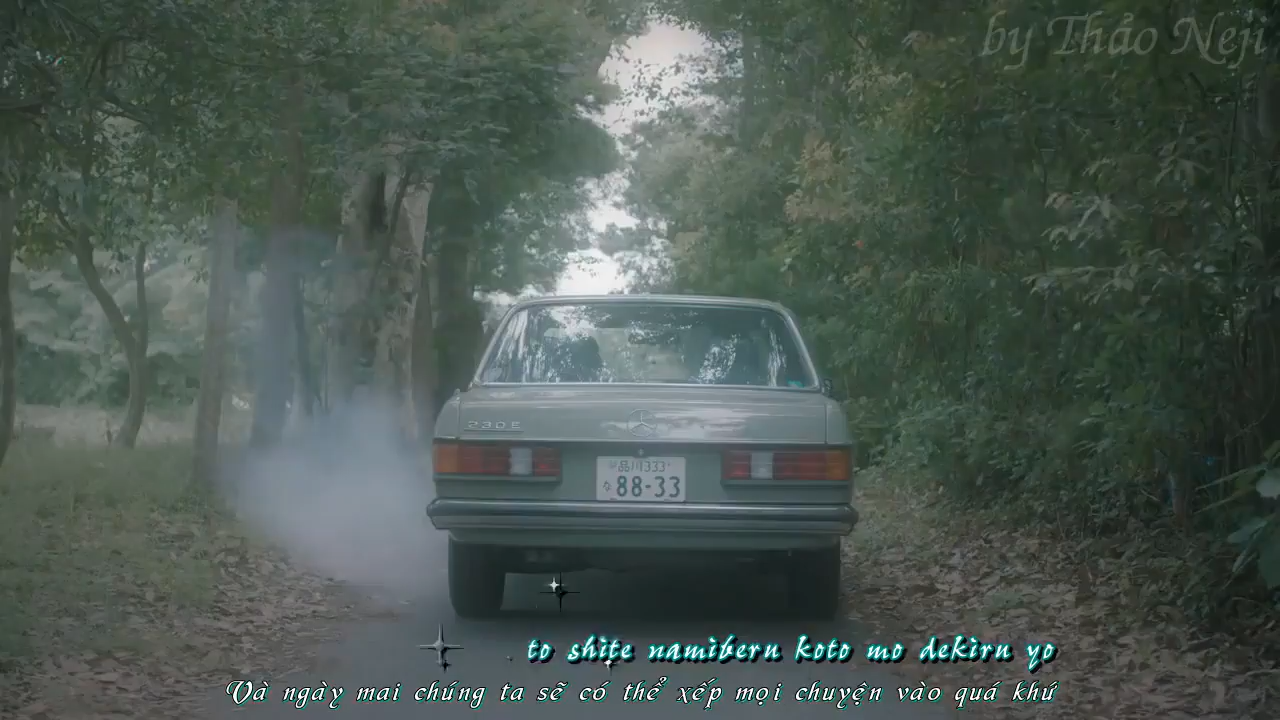 by Thảo Neji
230E
品川333
な 88-33
to shite namiberu koto mo dekiru yo
Và ngày mai chúng ta sẽ có thể xếp mọi chuyện vào quá khứ